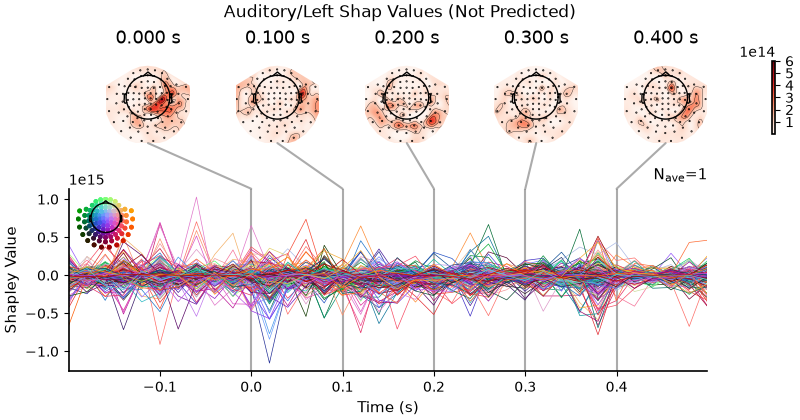 Auditory/Left Shap Values (Not Predicted)
0.000 s 0.100 s 0.200 s 0.300 s 0.400 s
1e14
6
5
4
3
2
1
Nave=1
1e15
1.0
0.5
0.0
−0.5
−1.0
Shapley Value
−0.1 0.0 0.1 0.2 0.3 0.4
Time (s)